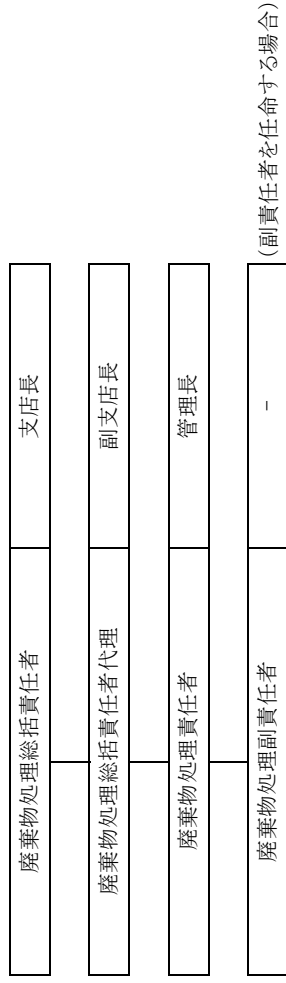 廃棄物処理総括責任者 支店長
廃棄物処理総括責任者代理 副支店長
廃棄物処理責任者 管理長
廃棄物処理副責任者 - (副責任者を任命する場合)